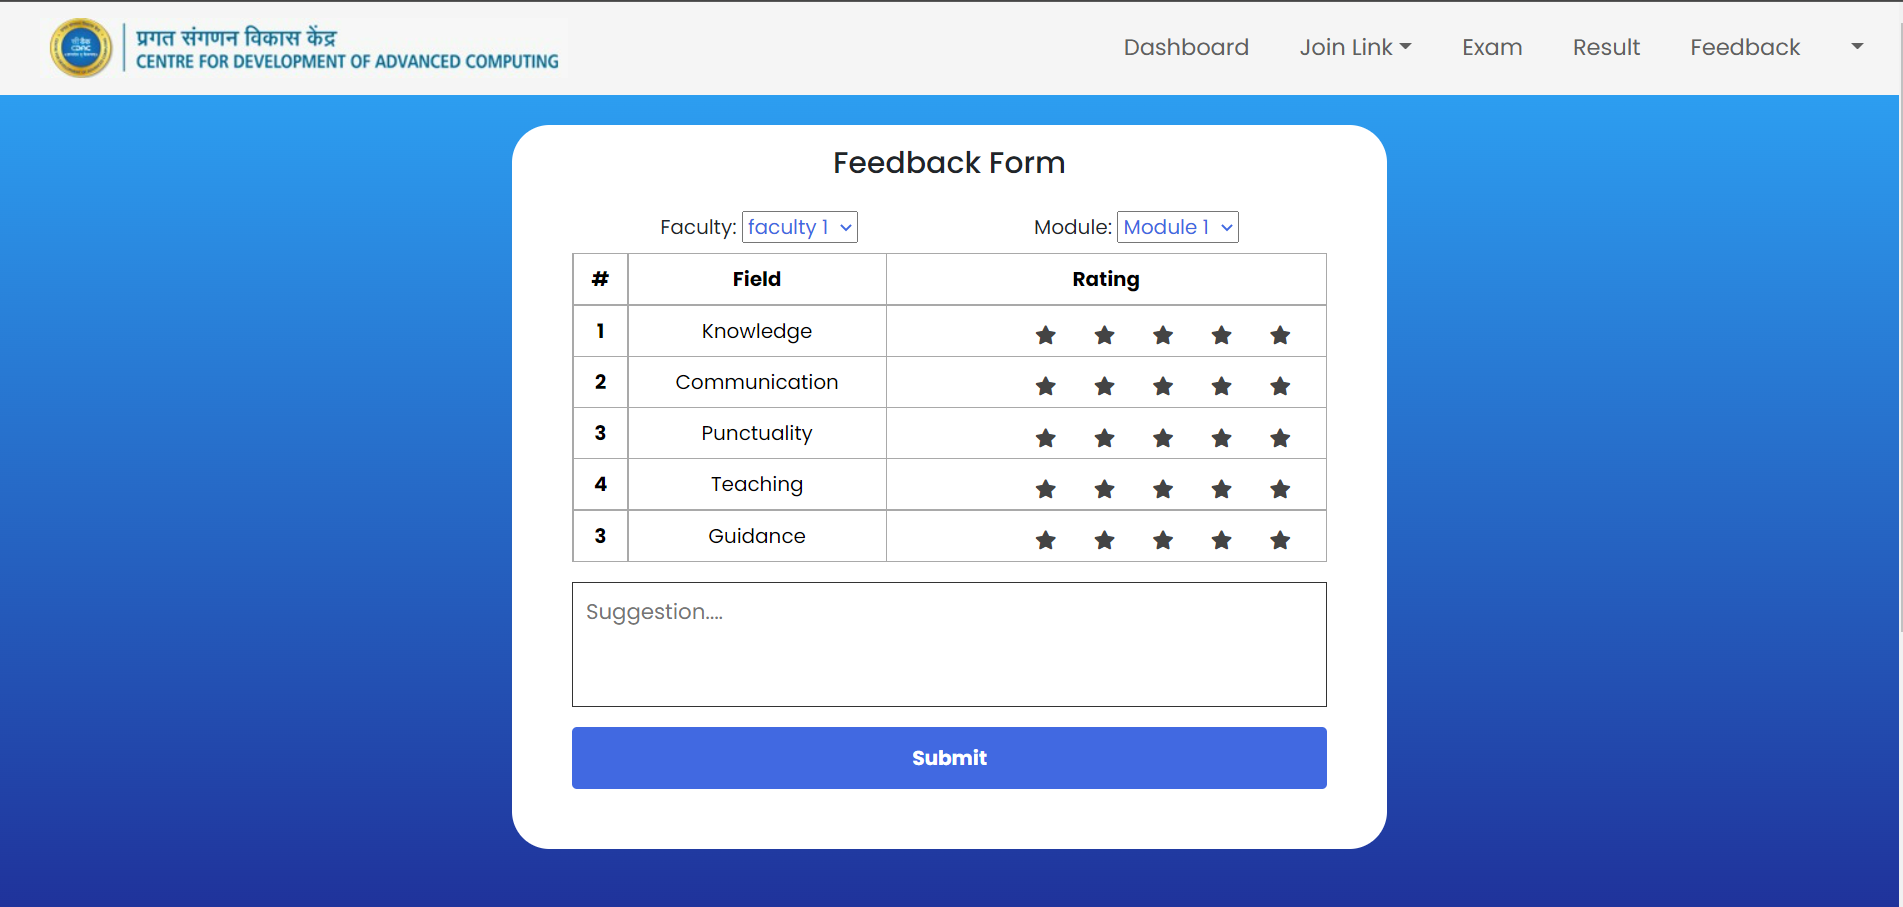 प्रगत संगणन विकास केंद्र
CENTRE FOR DEVELOPMENT OF ADVANCED COMPUTING
Dashboard Join Link Exam Result Feedback
Feedback Form
Faculty: faculty 1 Module: Module 1
# Field Rating
1 Knowledge
2 Communication
3 Punctuality
4 Teaching
3 Guidance
Suggestion....
Submit